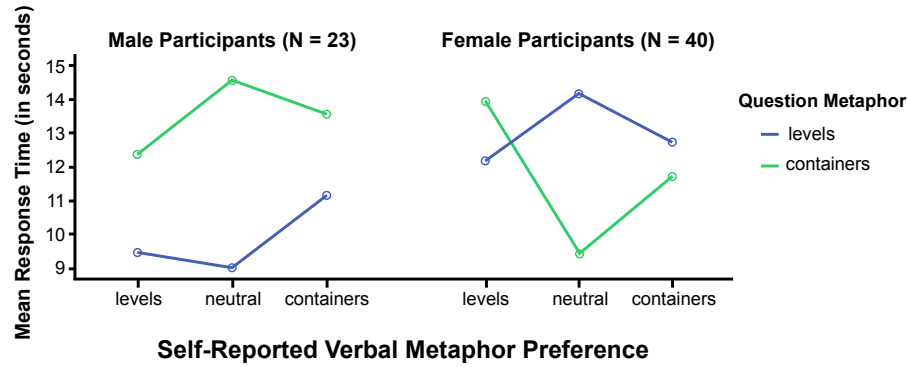 Male Participants (N = 23)
Female Participants (N = 40)
Mean Response Time (in seconds)
15
14
13
12
11
10
9
levels neutral containers
levels neutral containers
Self-Reported Verbal Metaphor Preference
Question Metaphor
levels
containers